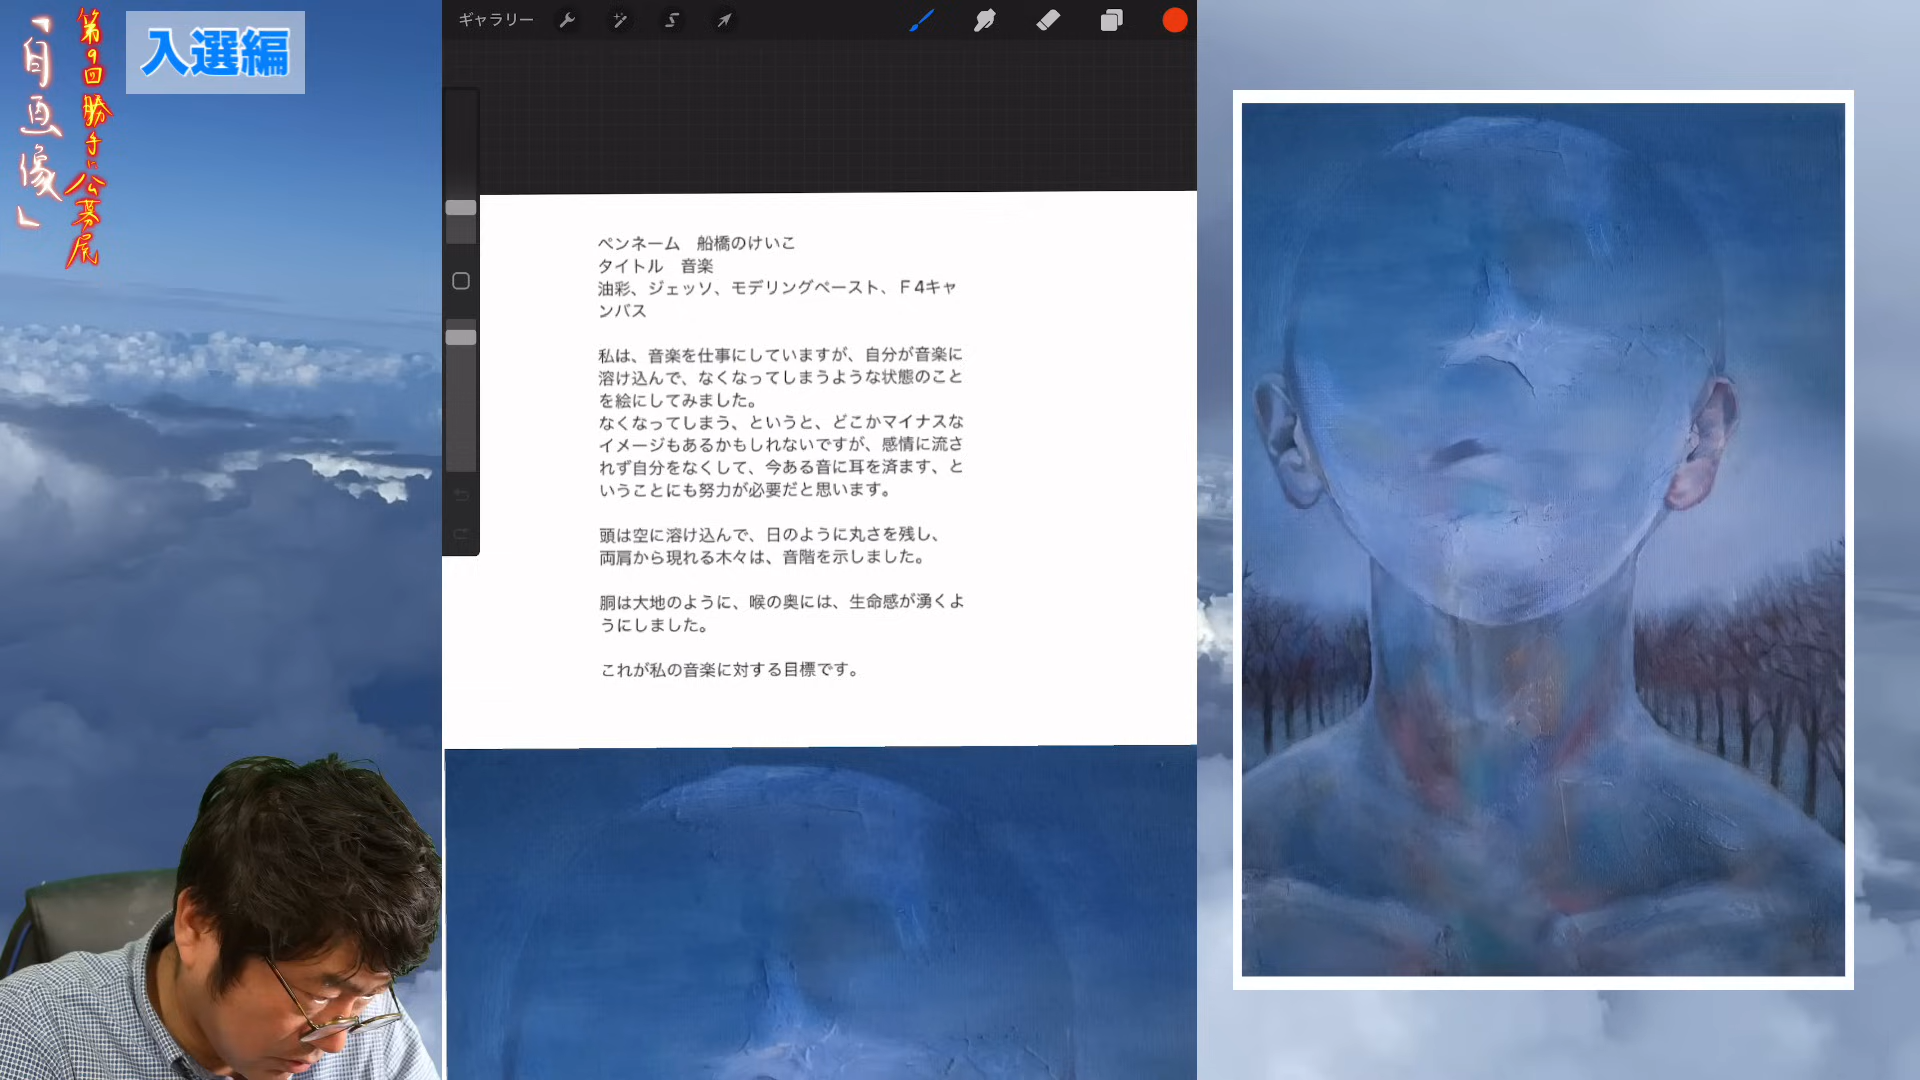 第9回 勝手に公募展
「自画像」
入選編
ギャラリー
ペンネーム　船橋のけいこ
タイトル　音楽
油彩、ジェッソ、モデリングペースト、Ｆ4キャ
ンバス
私は、音楽を仕事にしていますが、自分が音楽に
溶け込んで、なくなってしまうような状態のこと
を絵にしてみました。
なくなってしまう、というと、どこかマイナスな
イメージもあるかもしれないですが、感情に流さ
れず自分をなくして、今ある音に耳を済ます、と
いうことにも努力が必要だと思います。
頭は空に溶け込んで、日のように丸さを残し、
両肩から現れる木々は、音階を示しました。
胴は大地のように、喉の奥には、生命感が湧くよ
うにしました。
これが私の音楽に対する目標です。